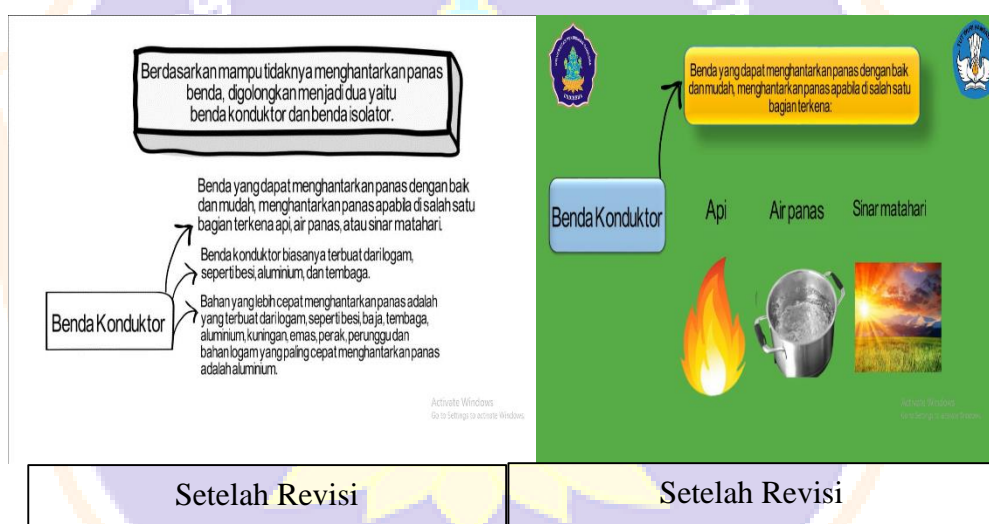 Berdasarkan mampu tidaknya menghantarkan panas
benda, digolongkan menjadi dua yaitu
benda konduktor dan benda isolator.
Benda yang dapat menghantarkan panas dengan baik
dan mudah, menghantarkan panas apabila di salah satu
bagian terkena api, air panas, atau sinar matahari.
Benda konduktor biasanya terbuat dari logam,
seperti besi, aluminium, dan tembaga.
Benda Konduktor
Bahan yang lebih cepat menghantarkan panas adalah
yang terbuat dari logam, seperti besi, baja, tembaga,
aluminium, kuningan, emas, perak, perunggu dan
bahan logam yang paling cepat menghantarkan panas
adalah aluminium.
Activate Windows
Go to Settings to activate Windows.
Benda yang dapat menghantarkan panas dengan baik
dan mudah, menghantarkan panas apabila di salah satu
bagian terkena:
Benda Konduktor
Api
Air panas
Sinar matahari
Activate Windows
Go to Settings to activate Windows.
Setelah Revisi
Setelah Revisi